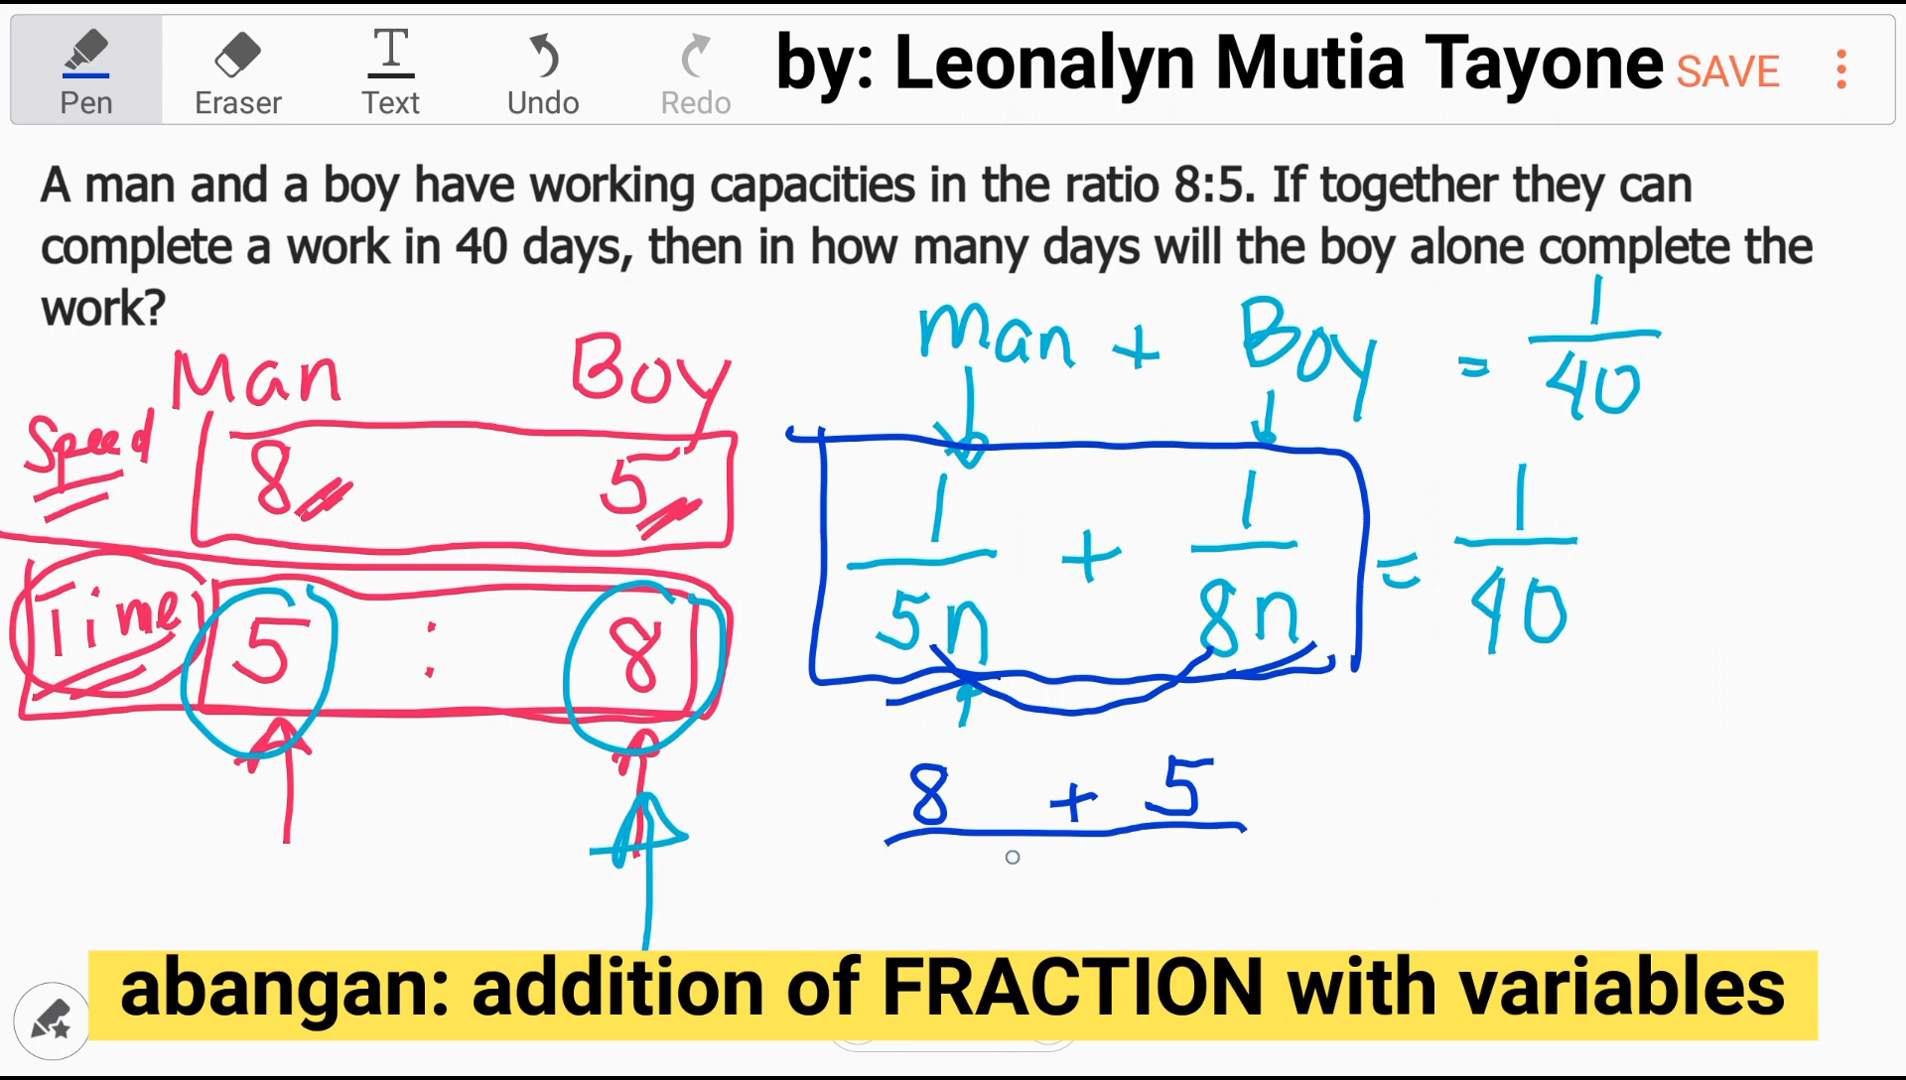 Pen Eraser Text Undo Redo by: Leonalyn Mutia Tayone SAVE
A man and a boy have working capacities in the ratio 8:5. If together they can
complete a work in 40 days, then in how many days will the boy alone complete the
work?
Man Boy
Speed 8 5
Time 5 : 8
Man + Boy = 1/40
1/5n + 1/8n = 1/40
8 + 5
abangan: addition of FRACTION with variables